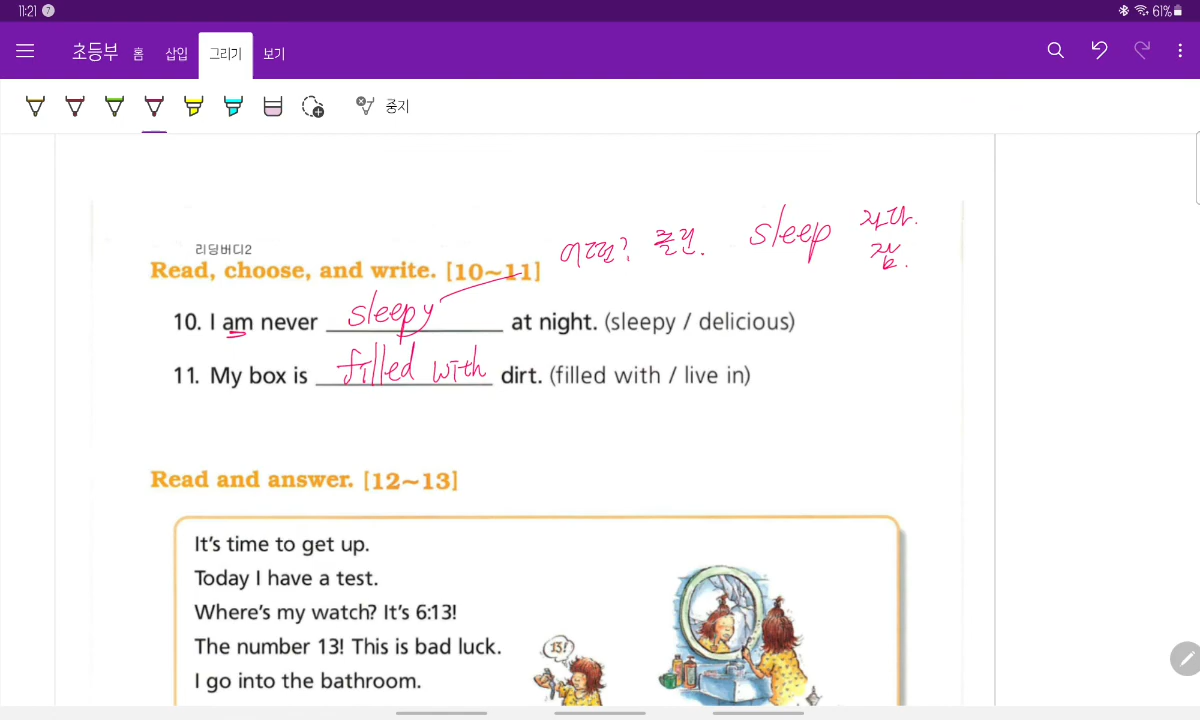 11:21 7 61%
초등부 홈 삽입 그리기 보기
중지
어떤? 졸린. sleep 자다.
잠.
리딩버디2
Read, choose, and write. [10~11]
10. I am never sleepy at night. (sleepy / delicious)
11. My box is filled with dirt. (filled with / live in)
Read and answer. [12~13]
It's time to get up.
Today I have a test.
Where's my watch? It's 6:13!
The number 13! This is bad luck.
13!
I go into the bathroom.